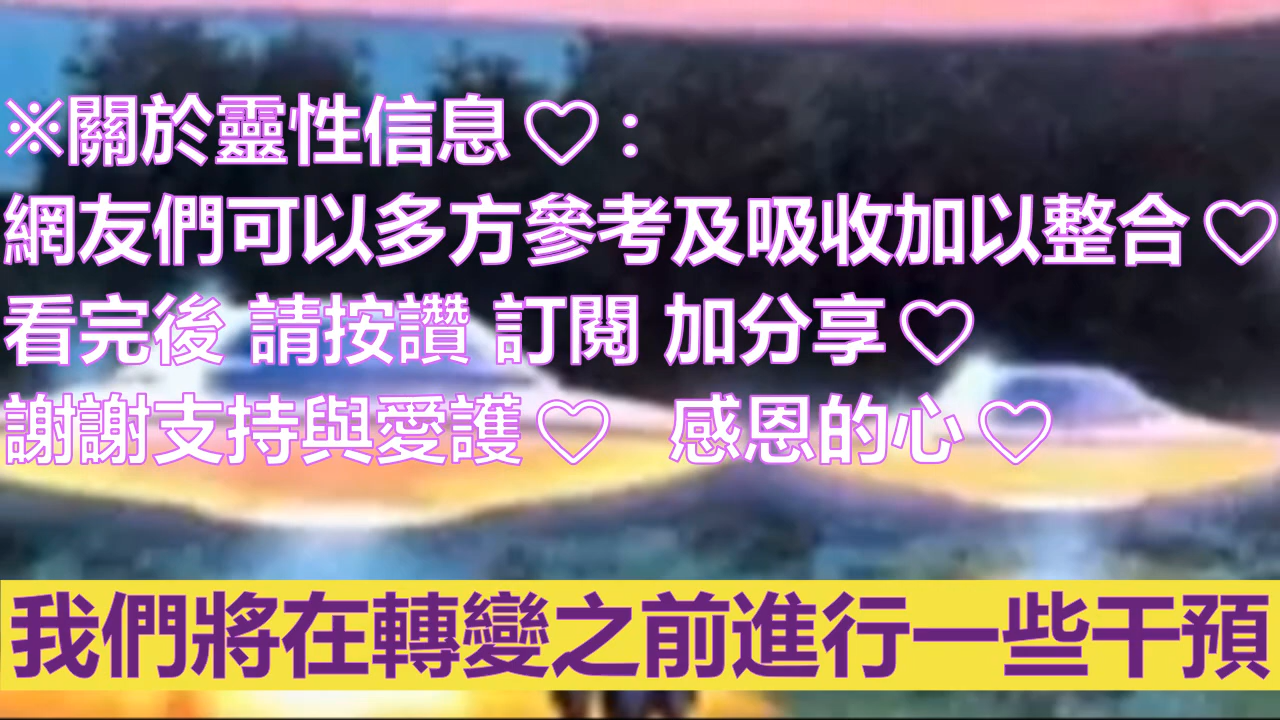 ※關於靈性信息♡:
網友們可以多方參考及吸收加以整合♡
看完後 請按讚 訂閱 加分享♡
謝謝支持與愛護♡ 感恩的心♡
我們將在轉變之前進行一些干預